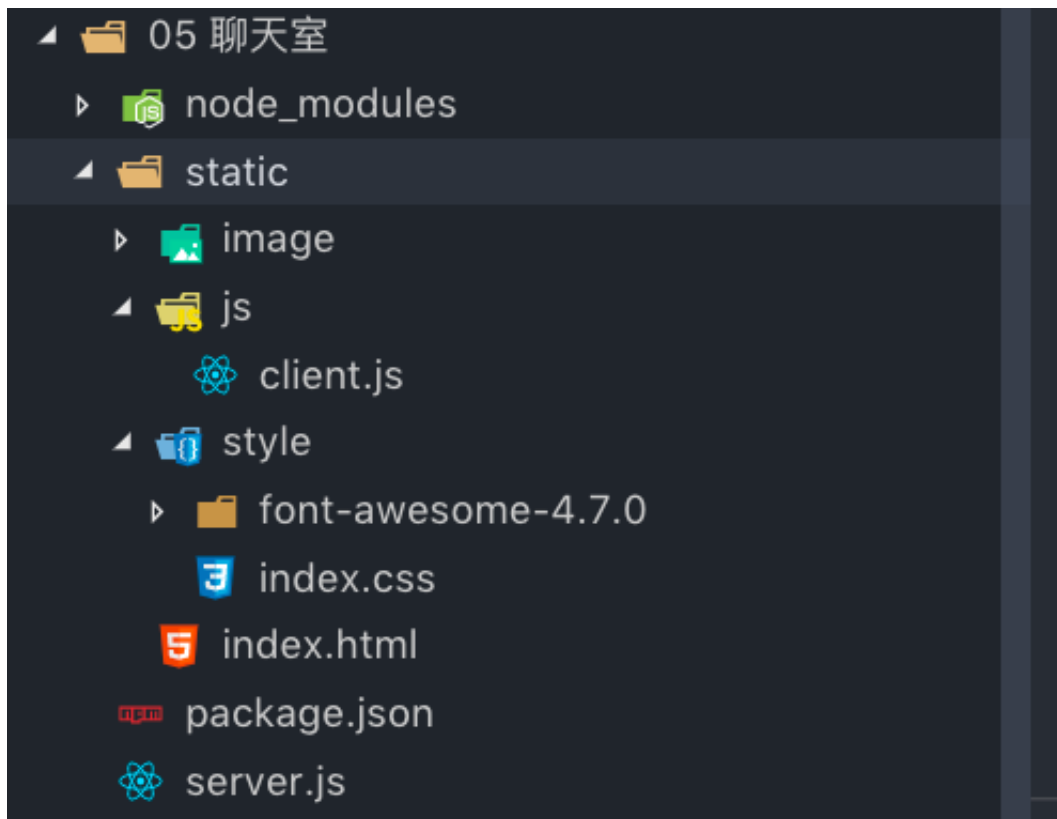 05 聊天室
node_modules
static
image
js
client.js
style
font-awesome-4.7.0
index.css
index.html
package.json
server.js